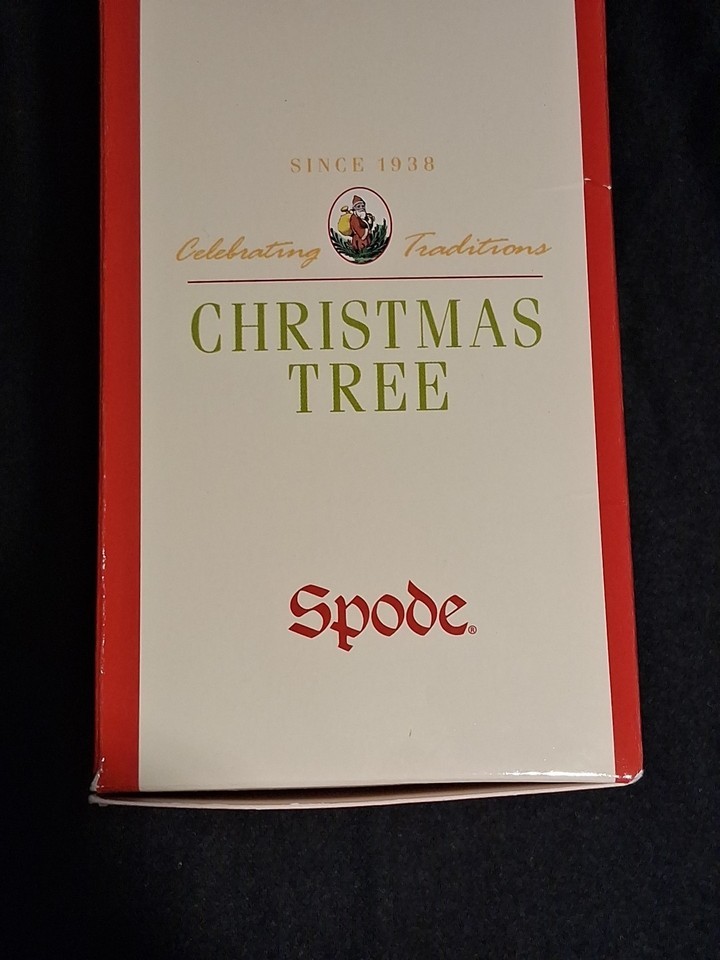 SINCE 1938
Celebrating Traditions
CHRISTMAS
TREE
Spode®